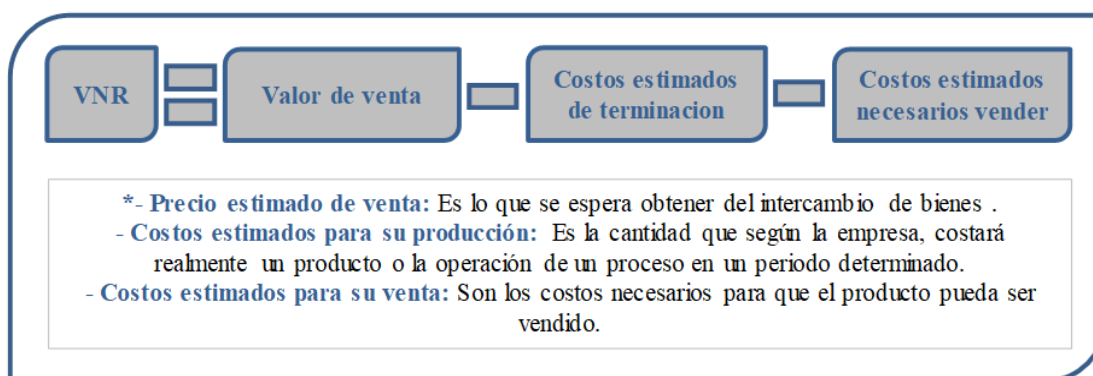 VNR
Valor de venta
Costos estimados
de terminacion
Costos estimados
necesarios vender
*- Precio estimado de venta: Es lo que se espera obtener del intercambio de bienes .
- Costos estimados para su producción: Es la cantidad que según la empresa, costará
realmente un producto o la operación de un proceso en un periodo determinado.
- Costos estimados para su venta: Son los costos necesarios para que el producto pueda ser
vendido.